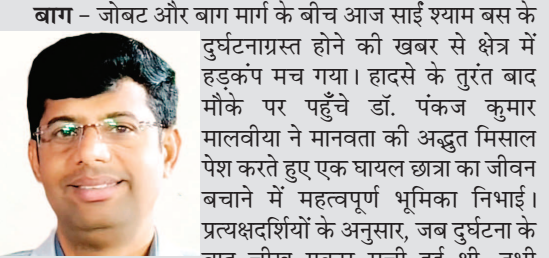 बाग – जोबट और बाग मार्ग के बीच आज साईं श्याम बस के
दुर्घटनाग्रस्त होने की खबर से क्षेत्र में
हड़कंप मच गया। हादसे के तुरंत बाद
मौके पर पहुँचे डॉ. पंकज कुमार
मालवीया ने मानवता की अद्भुत मिसाल
पेश करते हुए एक घायल छात्रा का जीवन
बचाने में महत्वपूर्ण भूमिका निभाई।
प्रत्यक्षदर्शियों के अनुसार, जब दुर्घटना के